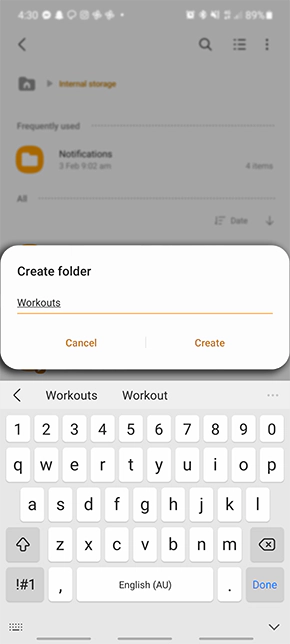 4:30 89%
Internal storage
Frequently used
Notifications
3 Feb 9:02 am 4 items
All
Date
Create folder
Workouts
Cancel Create
Workouts Workout ...
1 2 3 4 5 6 7 8 9 0
q w e r t y u i o p
a s d f g h j k l
z x c v b n m
!#1 , English (AU) . Done